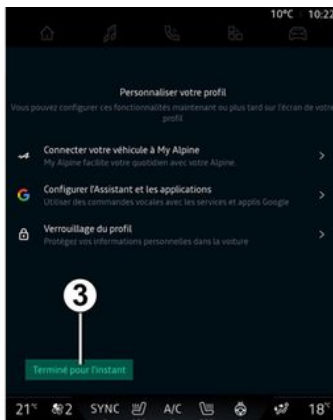 10°C 10:22
Personnaliser votre profil
Vous pouvez configurer ces fonctionnalités maintenant ou plus tard sur l'écran de votre
profil
Connecter votre véhicule à My Alpine
My Alpine facilite votre quotidien avec votre Alpine.
Configurer l'Assistant et les applications
Utiliser des commandes vocales avec les services et applis Google
Verrouillage du profil
Protégez vos informations personnelles dans la voiture
3
Terminé pour l'instant
21°C 2 SYNC A/C 18°